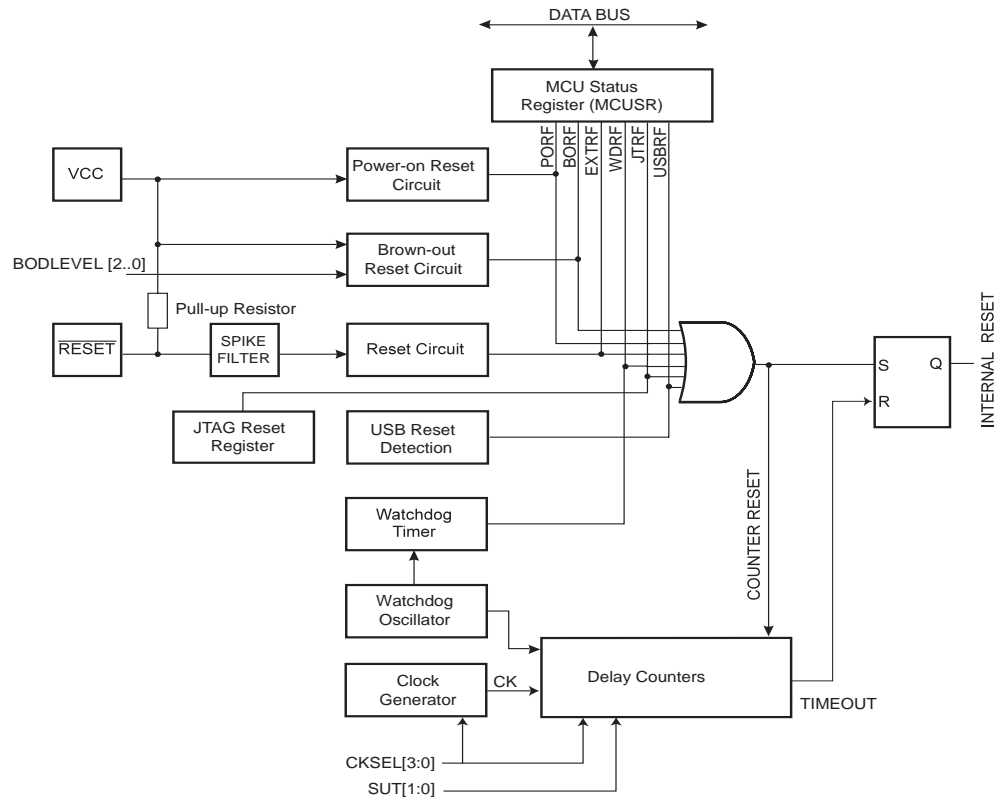 DATA BUS
MCU Status
Register (MCUSR)
PORF
BORF
EXTRF
WDRF
JTRF
USBRF
VCC
Power-on Reset
Circuit
BODLEVEL [2..0]
Brown-out
Reset Circuit
Pull-up Resistor
RESET
SPIKE
FILTER
Reset Circuit
S
Q
R
INTERNAL RESET
JTAG Reset
Register
USB Reset
Detection
Watchdog
Timer
COUNTER RESET
Watchdog
Oscillator
Clock
Generator
CK
Delay Counters
TIMEOUT
CKSEL[3:0]
SUT[1:0]